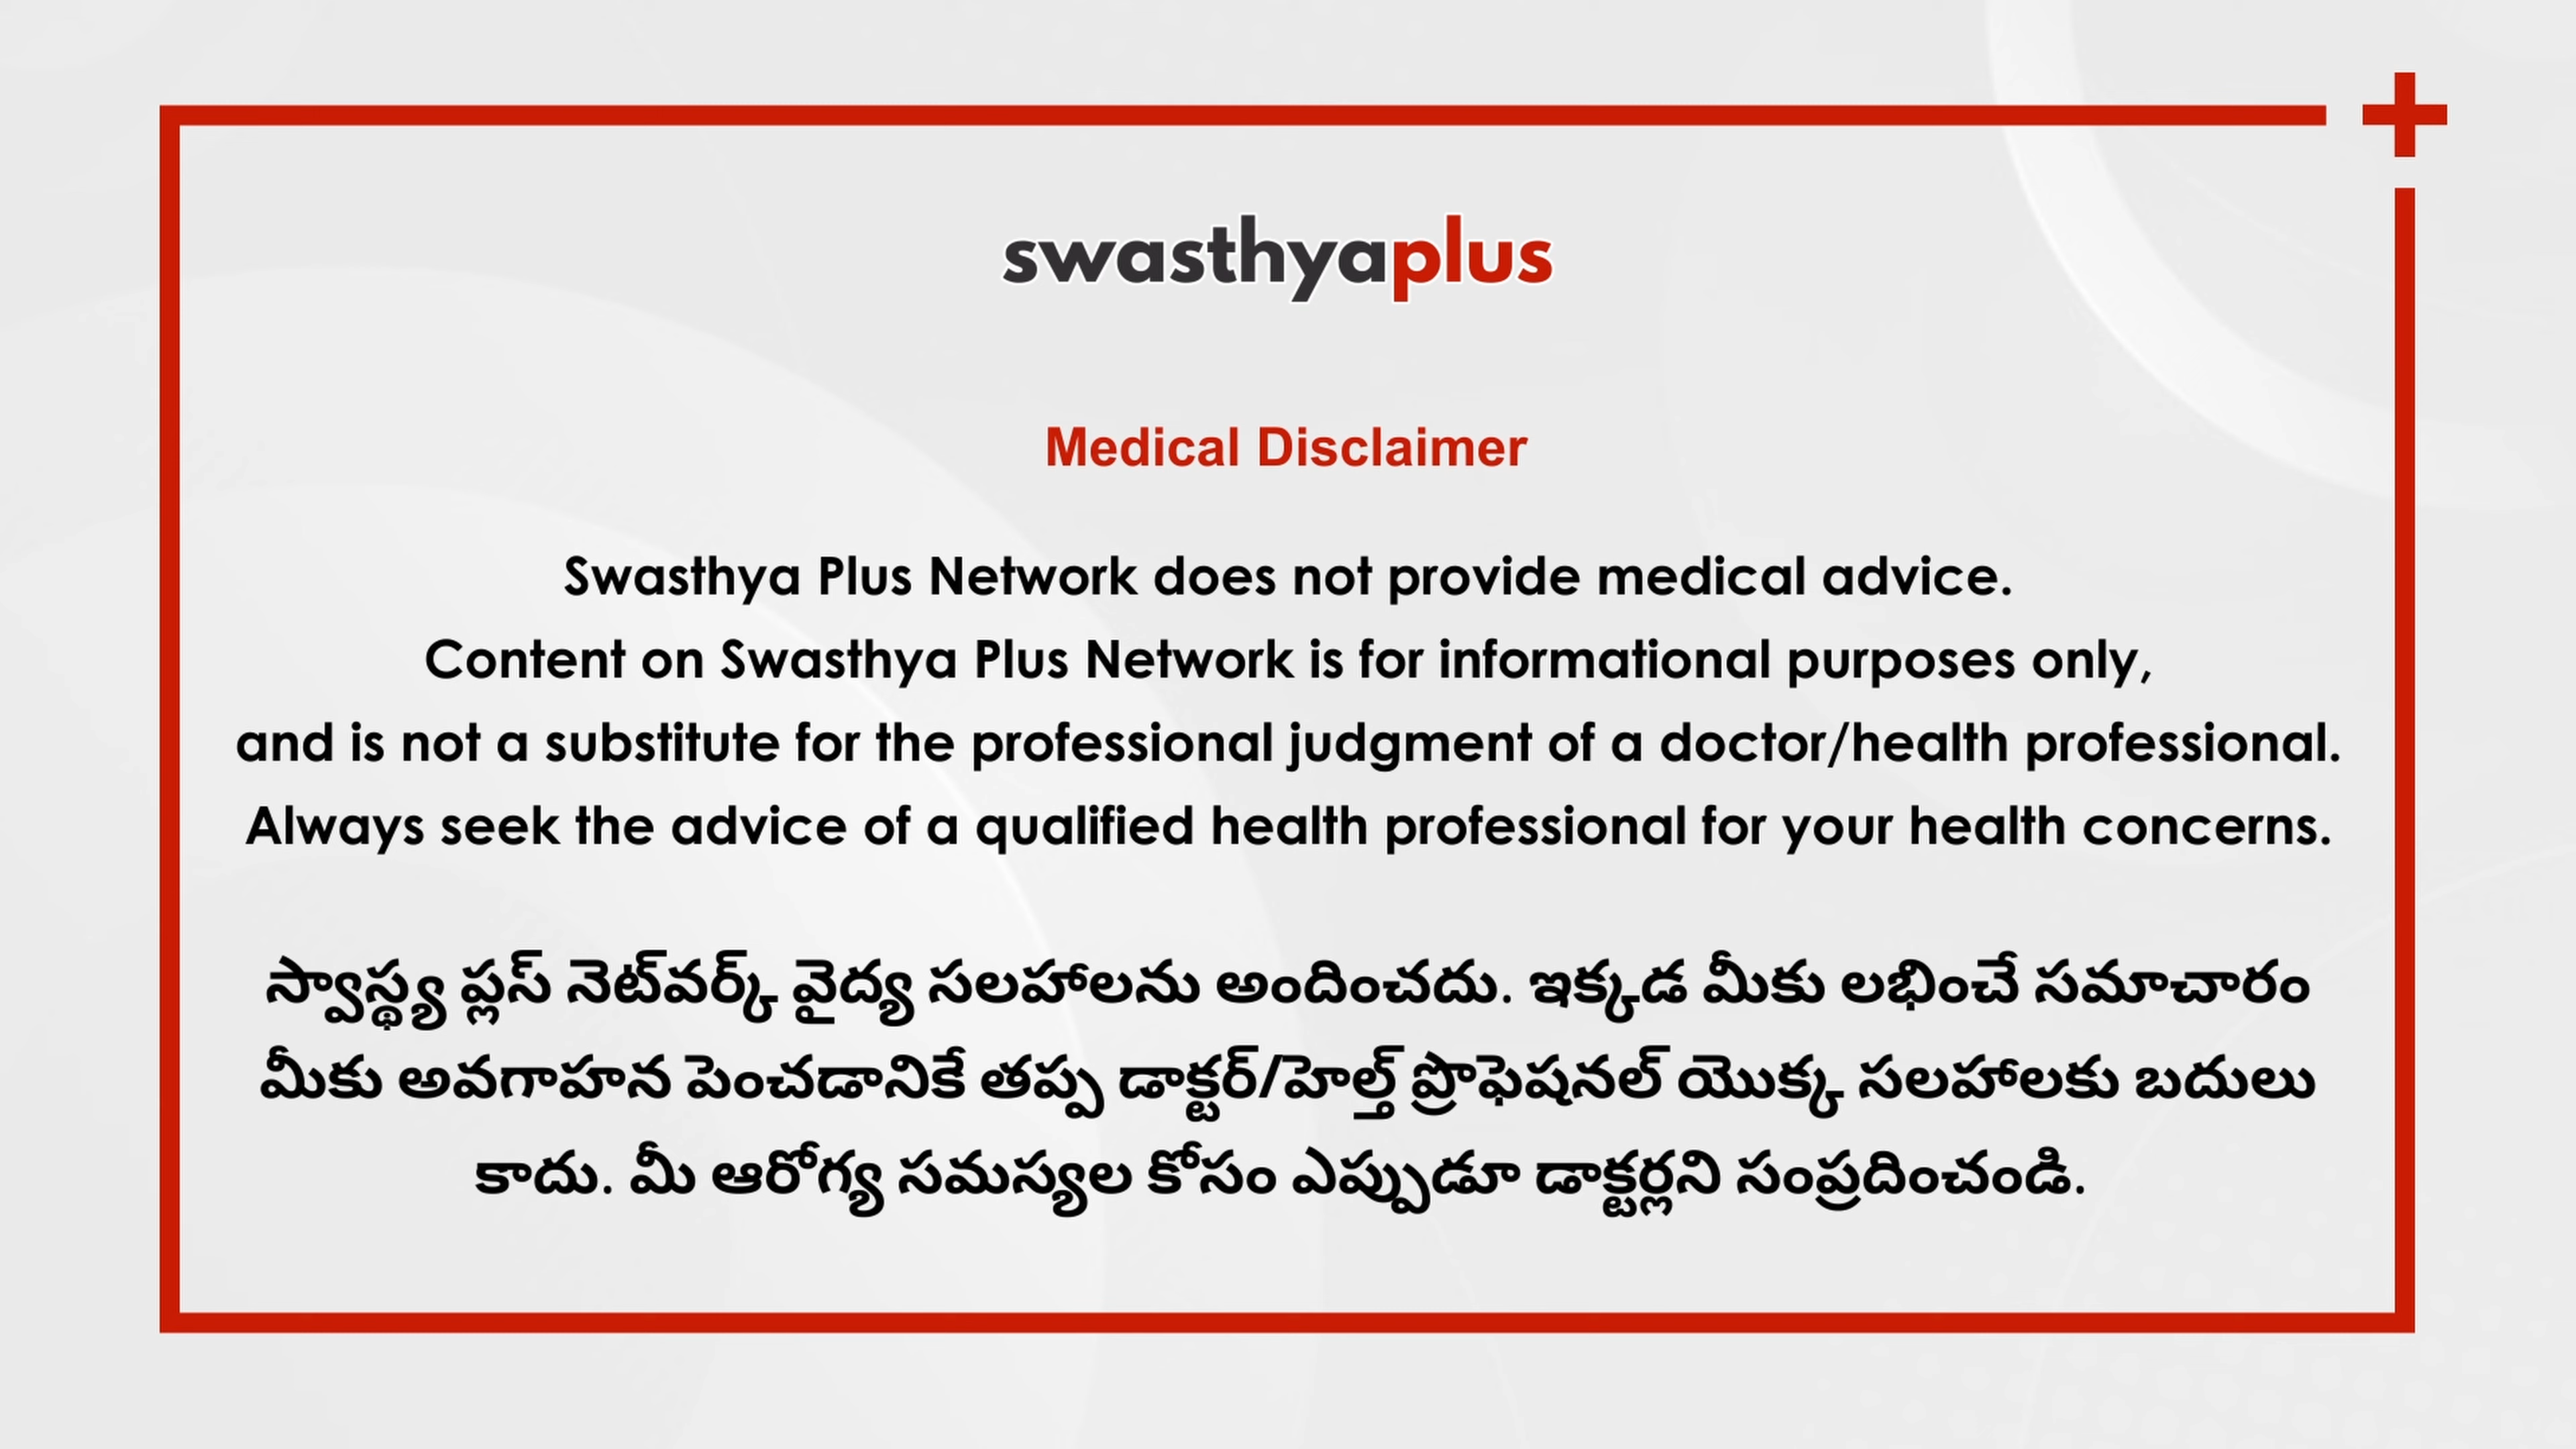 swasthyaplus
Medical Disclaimer
Swasthya Plus Network does not provide medical advice.
Content on Swasthya Plus Network is for informational purposes only,
and is not a substitute for the professional judgment of a doctor/health professional.
Always seek the advice of a qualified health professional for your health concerns.
స్వాస్థ్య ప్లస్ నెట్‌వర్క్ వైద్య సలహాలను అందించదు. ఇక్కడ మీకు లభించే సమాచారం
మీకు అవగాహన పెంచడానికే తప్ప డాక్టర్/హెల్త్ ప్రొఫెషనల్ యొక్క సలహాలకు బదులు
కాదు. మీ ఆరోగ్య సమస్యల కోసం ఎప్పుడూ డాక్టర్లని సంప్రదించండి.